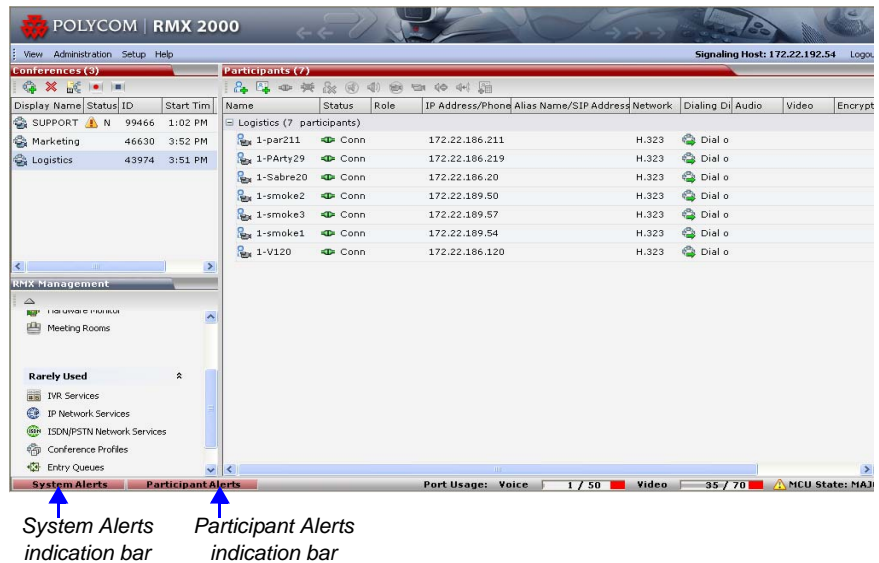 POLYCOM | RMX 2000
View Administration Setup Help Signaling Host: 172.22.192.54 Logou
Conferences (3)
Display Name Status ID Start Tim
SUPPORT N 99466 1:02 PM
Marketing 46630 3:52 PM
Logistics 43974 3:51 PM
Participants (7)
Name Status Role IP Address/Phone Alias Name/SIP Address Network Dialing Di Audio Video Encrypt
Logistics (7 participants)
1-par211 Conn 172.22.186.211 H.323 Dial o
1-PArty29 Conn 172.22.186.219 H.323 Dial o
1-Sabre20 Conn 172.22.186.20 H.323 Dial o
1-smoke2 Conn 172.22.189.50 H.323 Dial o
1-smoke3 Conn 172.22.189.57 H.323 Dial o
1-smoke1 Conn 172.22.189.54 H.323 Dial o
1-V120 Conn 172.22.186.120 H.323 Dial o
RMX Management
Hardware Monitor
Meeting Rooms
Rarely Used
IVR Services
IP Network Services
ISDN/PSTN Network Services
Conference Profiles
Entry Queues
System Alerts Participant Alerts Port Usage: Voice 1 / 50 Video 35 / 70 MCU State: MAJ
System Alerts
indication bar
Participant Alerts
indication bar